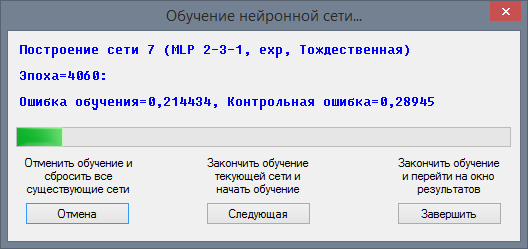 Обучение нейронной сети...
Построение сети 7 (MLP 2-3-1, exp, Тождественная)
Эпоха=4060:
Ошибка обучения=0,214434, Контрольная ошибка=0,28945
Отменить обучение и
сбросить все
существующие сети
Закончить обучение
текущей сети и
начать обучение
Закончить обучение
и перейти на окно
результатов
Отмена
Следующая
Завершить